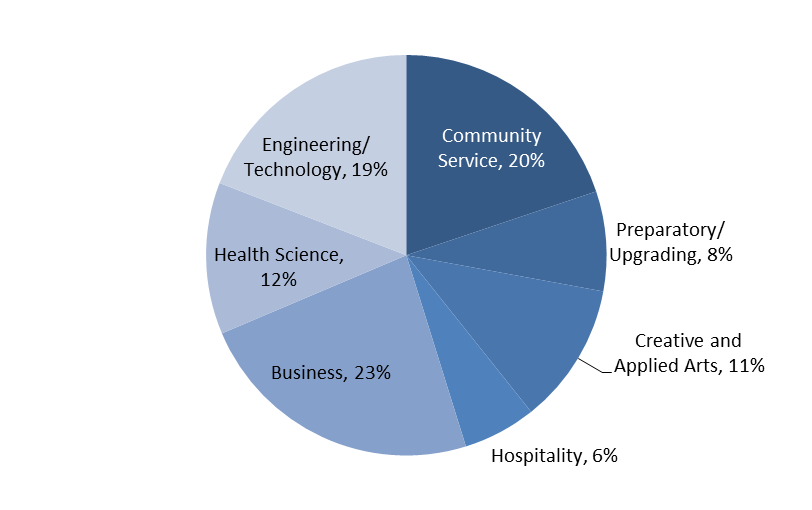 Community
Service, 20%
Preparatory/
Upgrading, 8%
Creative and
Applied Arts, 11%
Hospitality, 6%
Business, 23%
Health Science,
12%
Engineering/
Technology, 19%